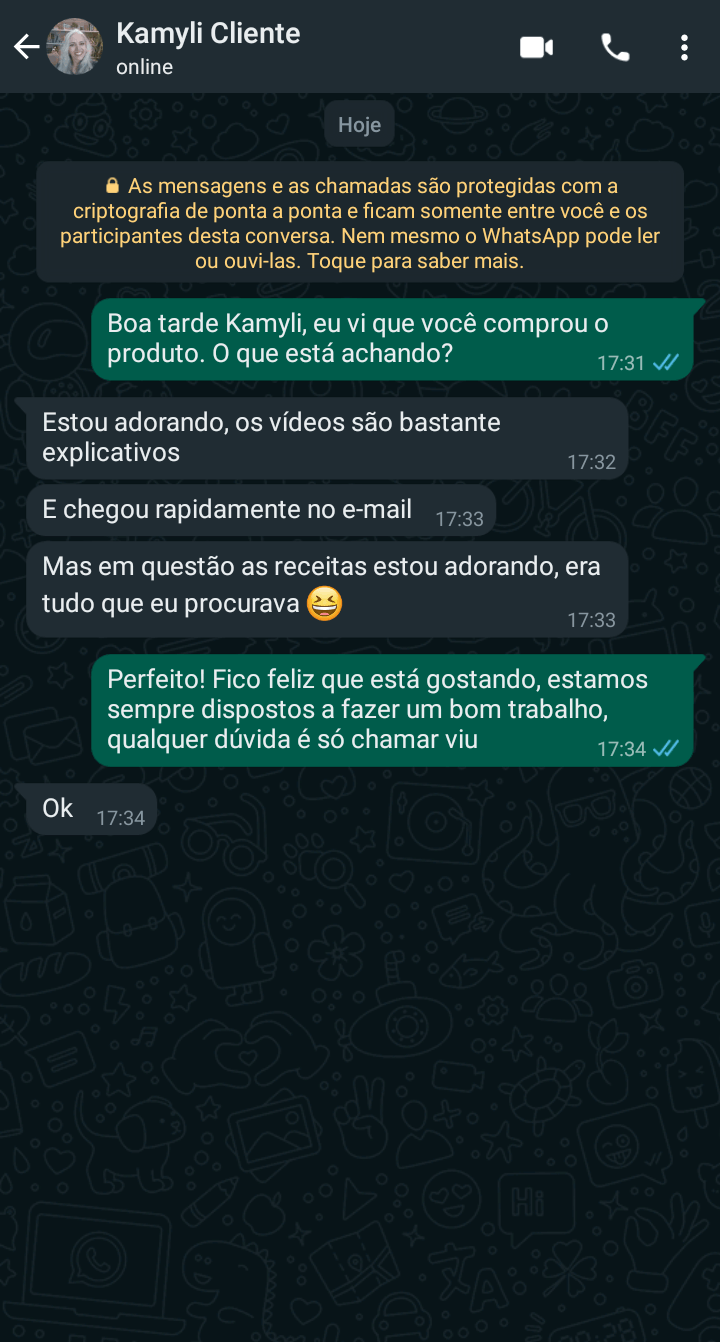 Kamyli Cliente
online
Hoje
As mensagens e as chamadas são protegidas com a
criptografia de ponta a ponta e ficam somente entre você e os
participantes desta conversa. Nem mesmo o WhatsApp pode ler
ou ouvi-las. Toque para saber mais.
Boa tarde Kamyli, eu vi que você comprou o
produto. O que está achando?
17:31
Estou adorando, os vídeos são bastante
explicativos
17:32
E chegou rapidamente no e-mail
17:33
Mas em questão as receitas estou adorando, era
tudo que eu procurava 😆
17:33
Perfeito! Fico feliz que está gostando, estamos
sempre dispostos a fazer um bom trabalho,
qualquer dúvida é só chamar viu
17:34
Ok
17:34
Hi